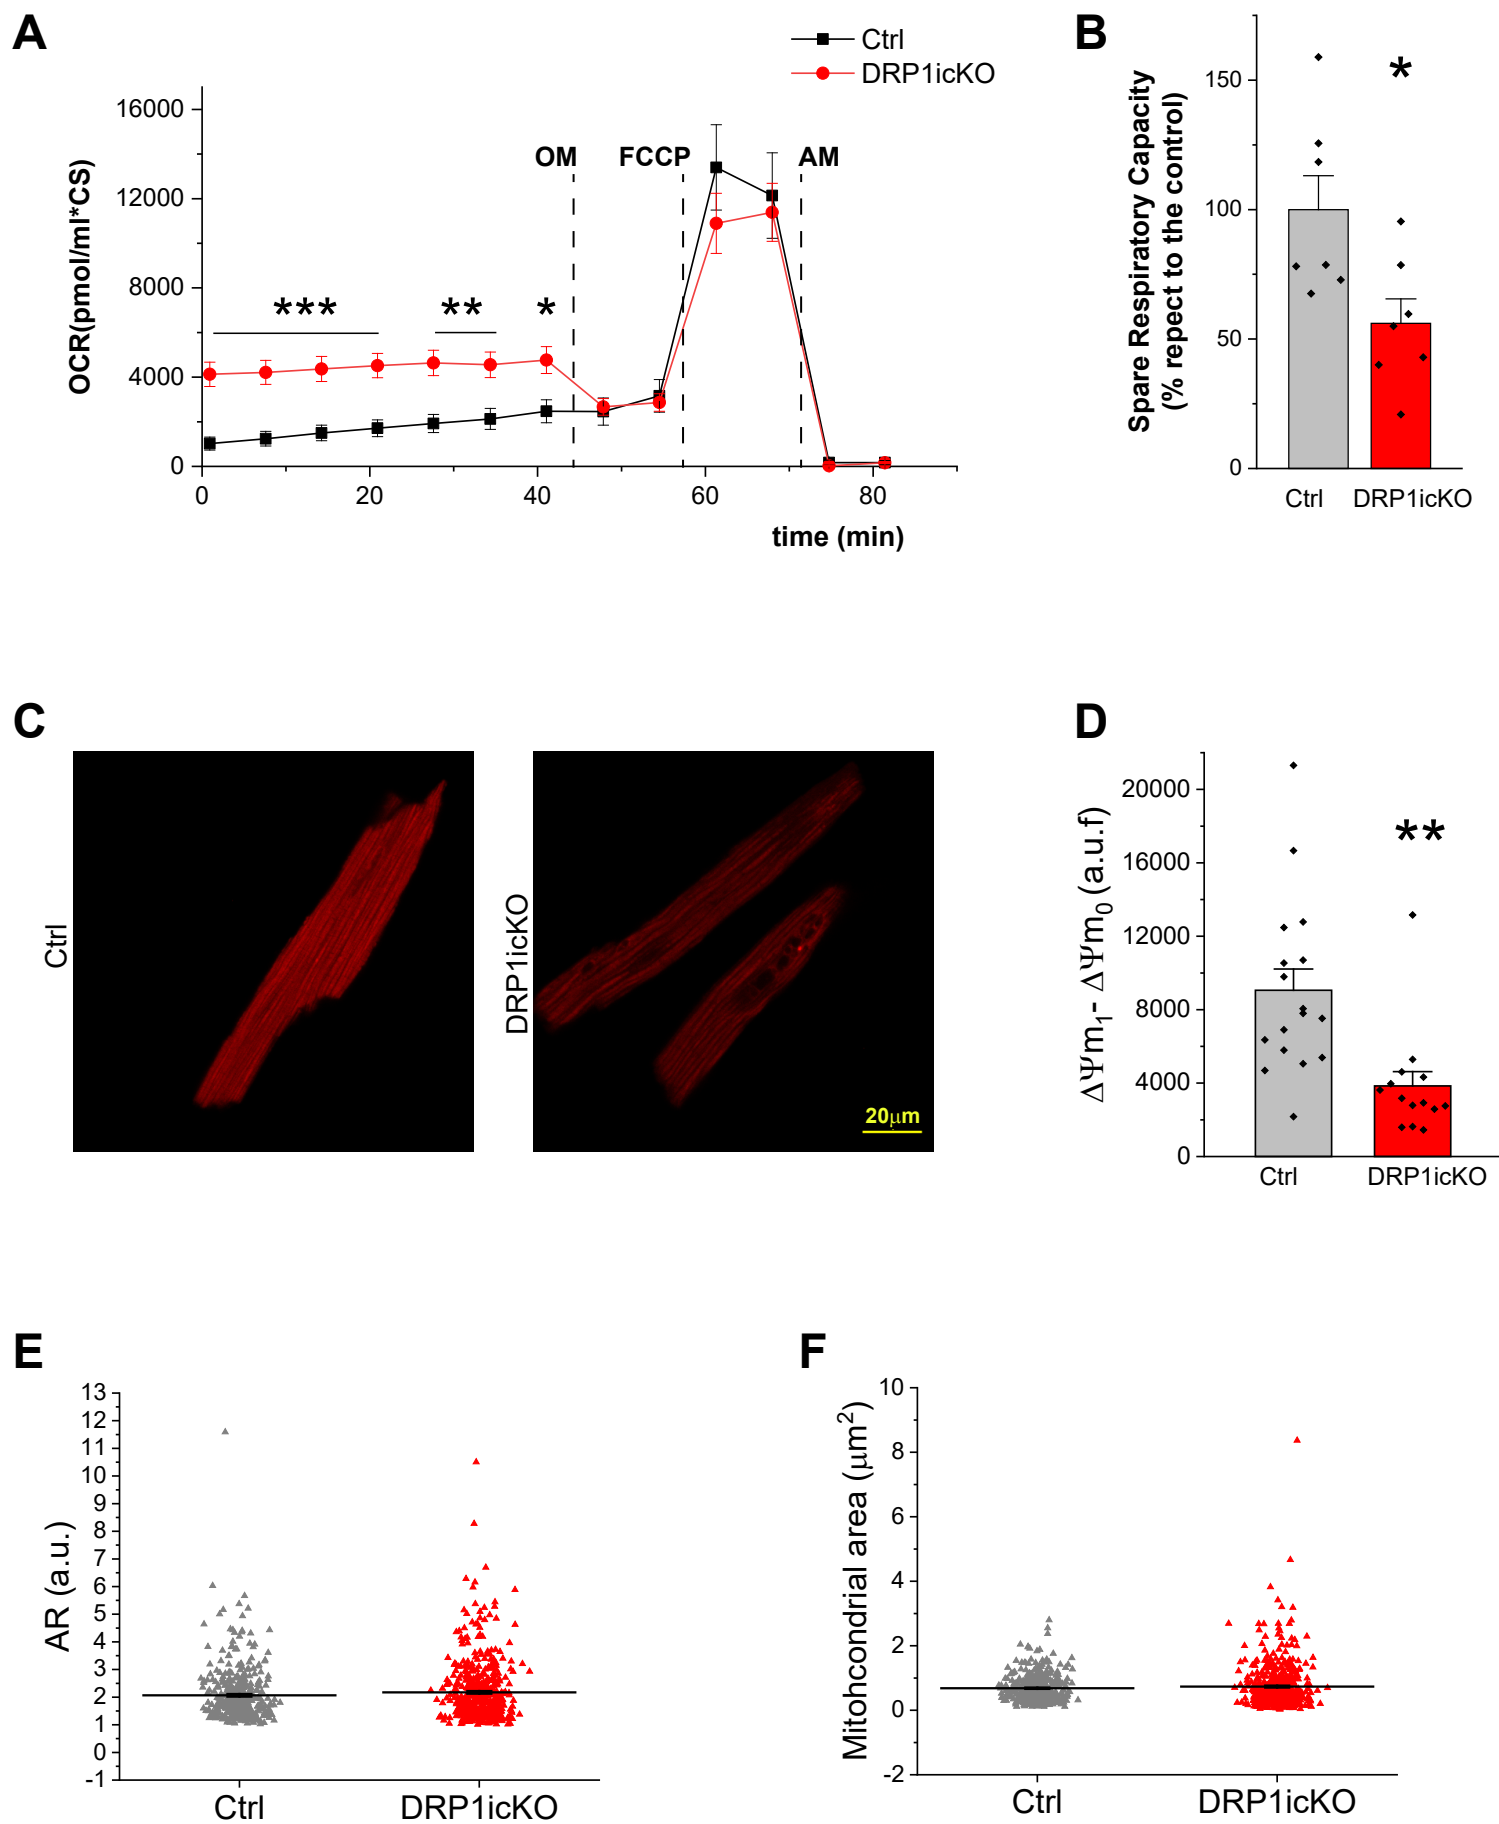 A
Ctrl
DRP1icKO
OCR(pmol/ml*CS)
16000
12000
8000
4000
0
0
20
40
60
80
time (min)
***
**
*
OM
FCCP
AM
B
Spare Respiratory Capacity
(% repect to the control)
150
100
50
0
*
Ctrl
DRP1icKO
C
Ctrl
DRP1icKO
20μm
D
ΔΨm₁- ΔΨm₀ (a.u.f)
20000
16000
12000
8000
4000
0
**
Ctrl
DRP1icKO
E
AR (a.u.)
13
12
11
10
9
8
7
6
5
4
3
2
1
0
-1
Ctrl
DRP1icKO
F
Mitohcondrial area (μm²)
10
8
6
4
2
0
-2
Ctrl
DRP1icKO